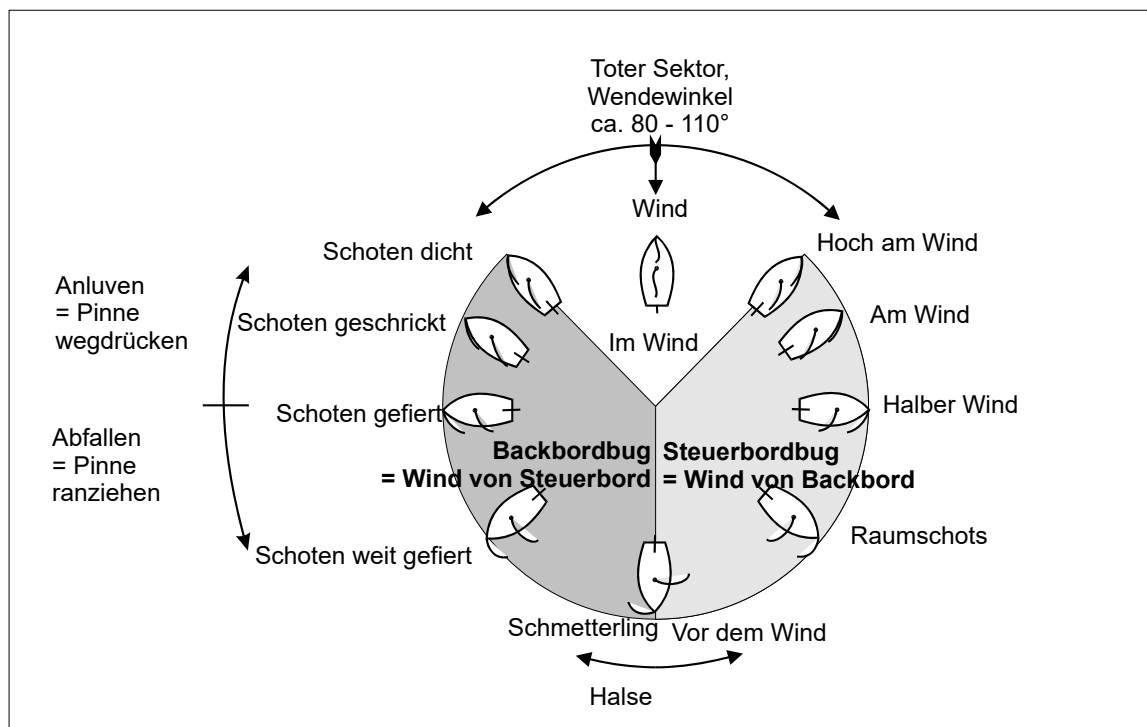 Toter Sektor,
Wendewinkel
ca. 80 - 110°
Wind
Schoten dicht
Hoch am Wind
Anluven
= Pinne
wegdrücken
Schoten geschrickt
Im Wind
Am Wind
Schoten gefiert
Halber Wind
Abfallen
= Pinne
ranziehen
Backbordbug
= Wind von Steuerbord
Steuerbordbug
= Wind von Backbord
Schoten weit gefiert
Raumschots
Schmetterling
Vor dem Wind
Halse